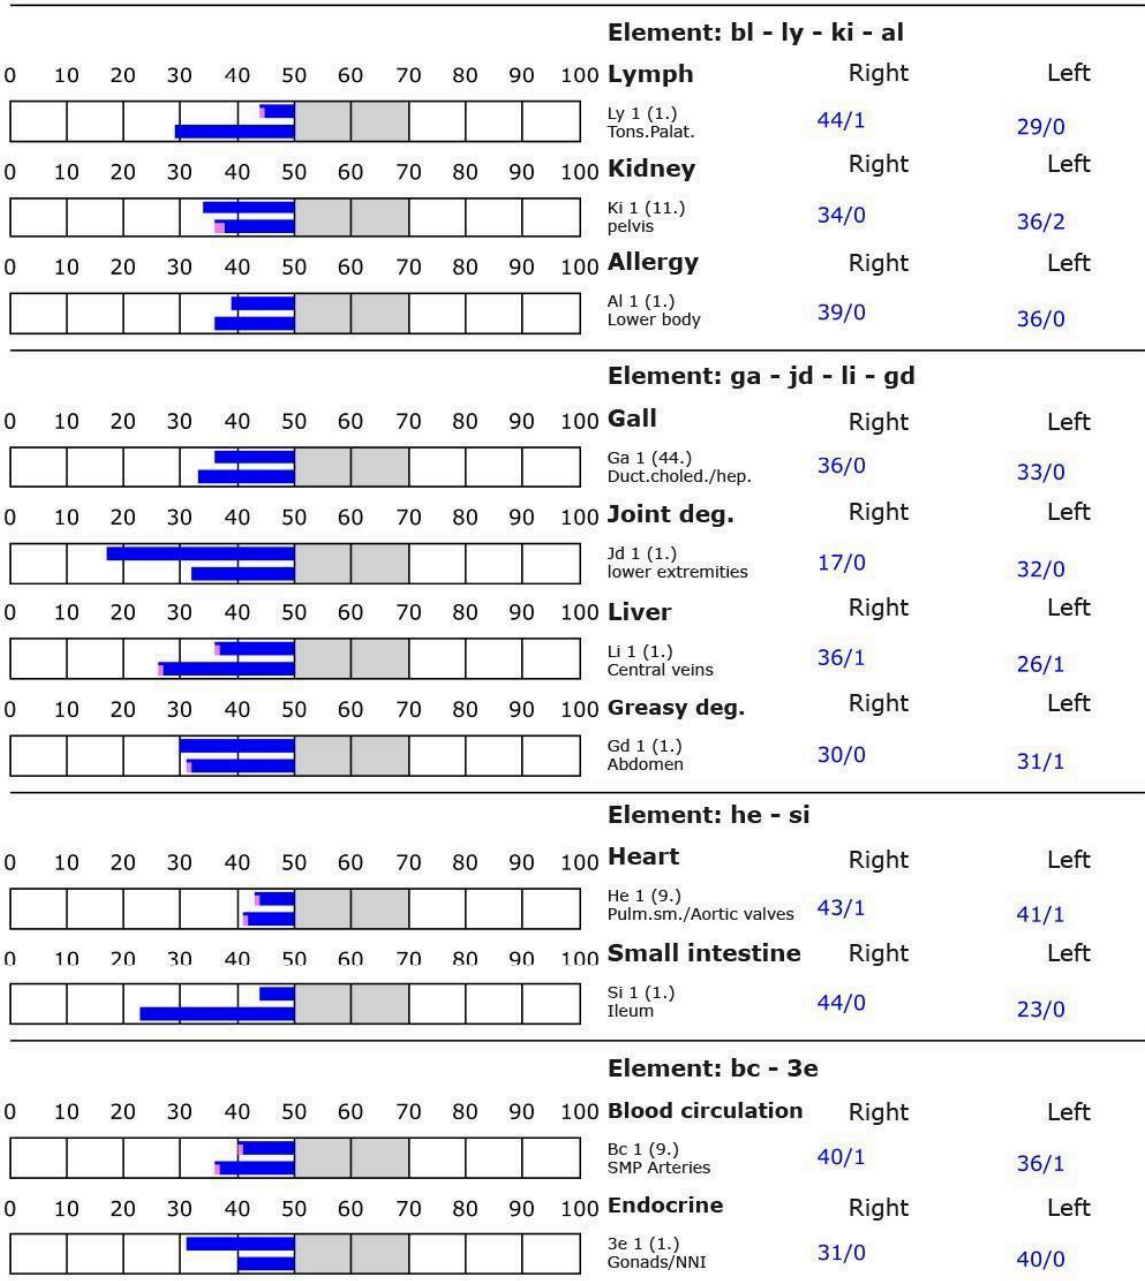 Element: bl - ly - ki - al
0 10 20 30 40 50 60 70 80 90 100 Lymph Right Left
Ly 1 (1.) 44/1 29/0
Tons.Palat.
0 10 20 30 40 50 60 70 80 90 100 Kidney Right Left
Ki 1 (11.) 34/0 36/2
pelvis
0 10 20 30 40 50 60 70 80 90 100 Allergy Right Left
Al 1 (1.) 39/0 36/0
Lower body
Element: ga - jd - li - gd
0 10 20 30 40 50 60 70 80 90 100 Gall Right Left
Ga 1 (44.) 36/0 33/0
Duct.choled./hep.
0 10 20 30 40 50 60 70 80 90 100 Joint deg. Right Left
Jd 1 (1.) 17/0 32/0
lower extremities
0 10 20 30 40 50 60 70 80 90 100 Liver Right Left
Li 1 (1.) 36/1 26/1
Central veins
0 10 20 30 40 50 60 70 80 90 100 Greasy deg. Right Left
Gd 1 (1.) 30/0 31/1
Abdomen
Element: he - si
0 10 20 30 40 50 60 70 80 90 100 Heart Right Left
He 1 (9.) 43/1 41/1
Pulm.sm./Aortic valves
0 10 20 30 40 50 60 70 80 90 100 Small intestine Right Left
Si 1 (1.) 44/0 23/0
Ileum
Element: bc - 3e
0 10 20 30 40 50 60 70 80 90 100 Blood circulation Right Left
Bc 1 (9.) 40/1 36/1
SMP Arteries
0 10 20 30 40 50 60 70 80 90 100 Endocrine Right Left
3e 1 (1.) 31/0 40/0
Gonads/NNI